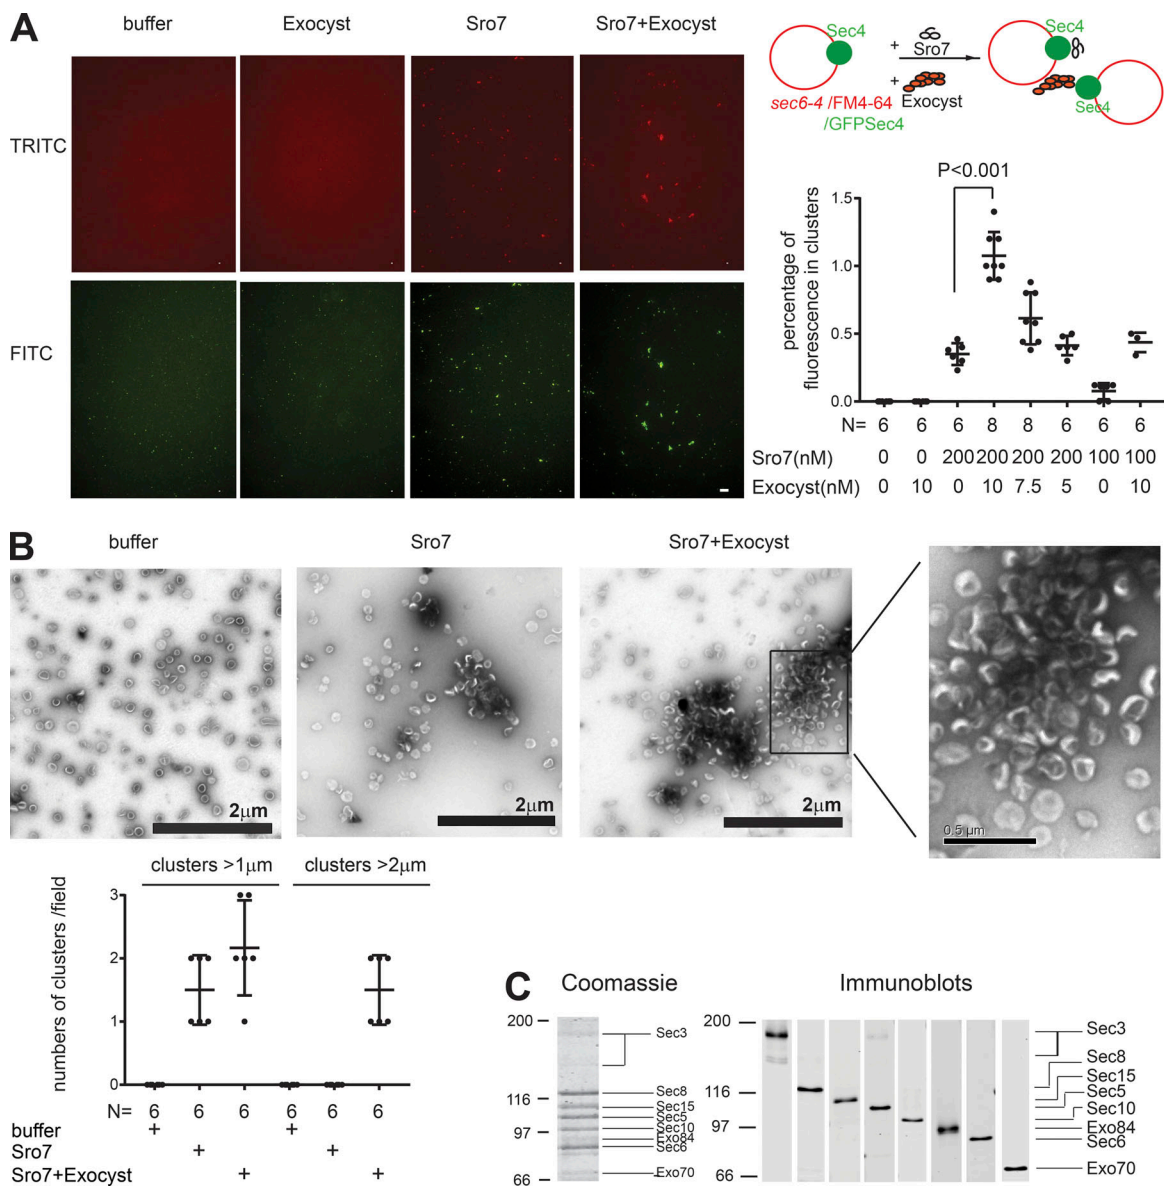 A
buffer
Exocyst
Sro7
Sro7+Exocyst
TRITC
FITC
Sec4
+ Sro7
+ Exocyst
sec6-4 /FM4-64
/GFPSec4
Sec4
Sec4
P<0.001
percentage of
fluorescence in clusters
1.5
1.0
0.5
0.0
N= 6 6 6 8 8 6 6 6
Sro7(nM) 0 0 200 200 200 200 100 100
Exocyst(nM) 0 10 0 10 7.5 5 0 10
B
buffer
Sro7
Sro7+Exocyst
2μm
2μm
2μm
0.5 μm
clusters >1μm
clusters >2μm
numbers of clusters /field
3
2
1
0
N= 6 6 6 6 6 6
buffer + +
Sro7 + +
Sro7+Exocyst + +
C
Coomassie
Immunoblots
200
116
97
66
Sec3
Sec8
Sec15
Sec5
Sec10
Exo84
Sec6
Exo70
200
116
97
66
Sec3
Sec8
Sec15
Sec5
Sec10
Exo84
Sec6
Exo70